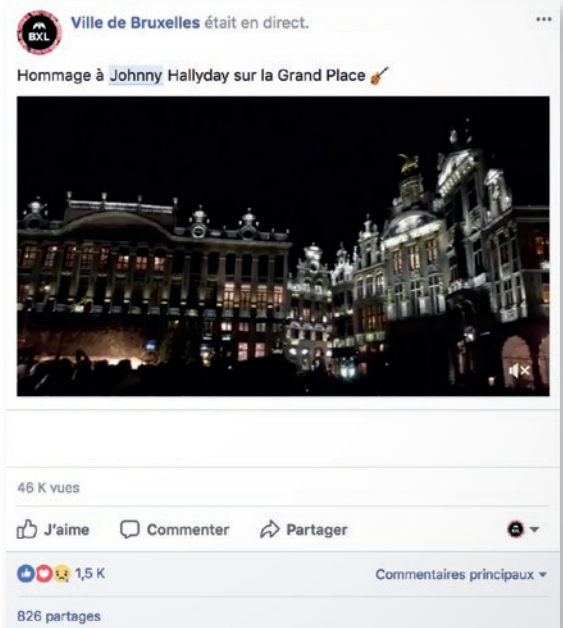 BXL
Ville de Bruxelles était en direct.
Hommage à Johnny Hallyday sur la Grand Place
46 K vues
J'aime Commenter Partager
1,5 K Commentaires principaux
826 partages